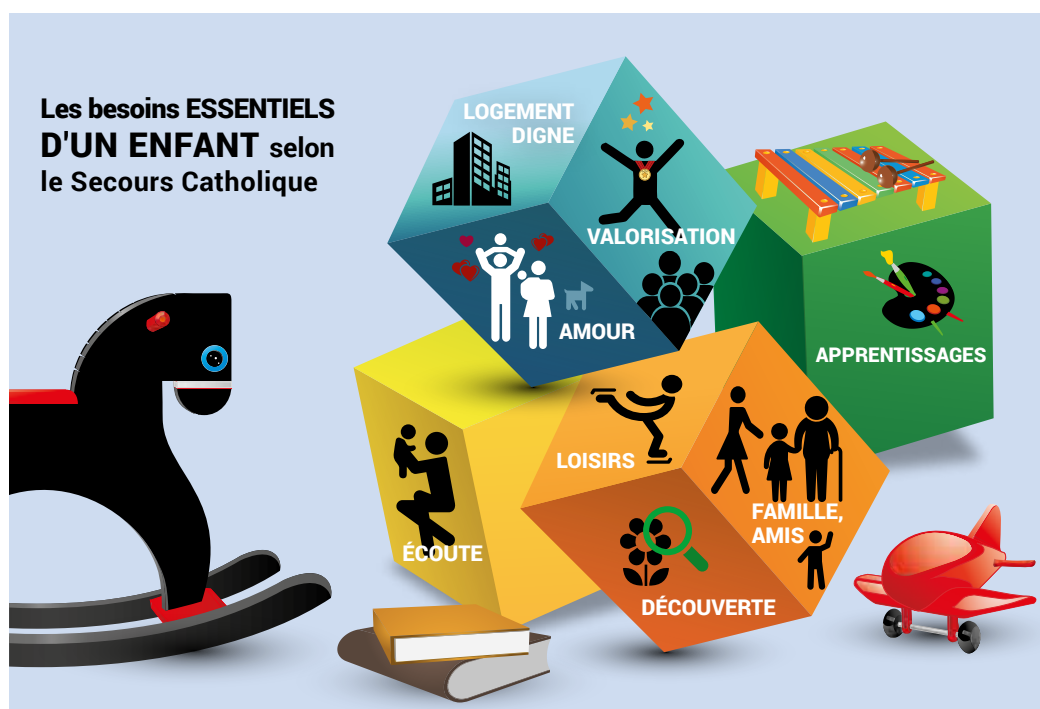 Les besoins ESSENTIELS
D'UN ENFANT selon
le Secours Catholique
LOGEMENT
DIGNE
VALORISATION
AMOUR
APPRENTISSAGES
LOISIRS
FAMILLE,
AMIS
ÉCOUTE
DÉCOUVERTE